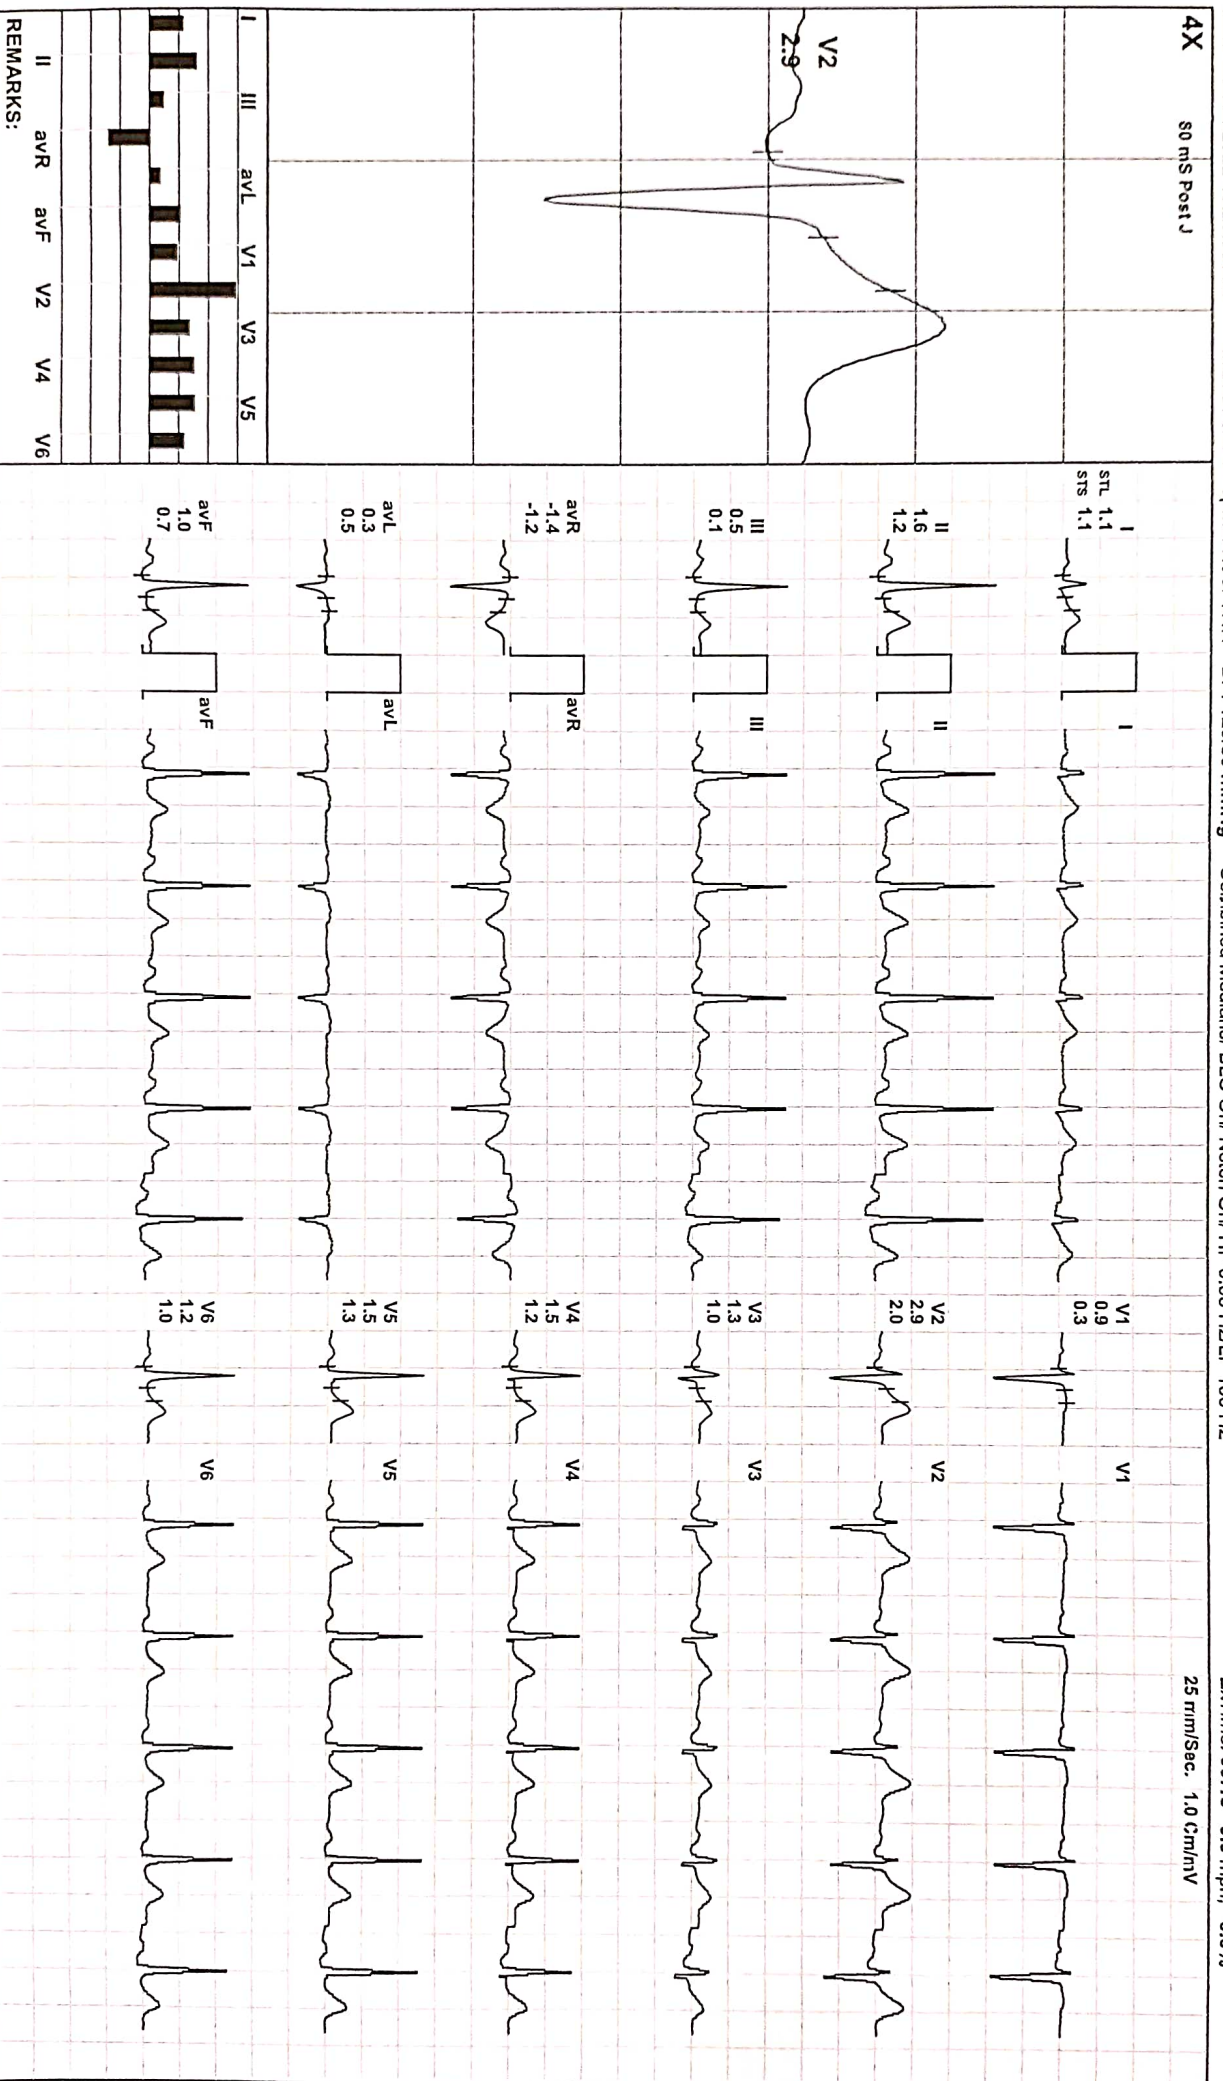 4X
80 mS Post J
V2
2.9
I
III
avL
V1
V3
V5
II
avR
avF
V2
V4
V6
REMARKS:
25 mm/Sec. 1.0 Cm/mV
I
STL 1.1
STS 1.1
I
V1
0.9
0.3
V1
II
1.6
1.2
II
V2
2.9
2.0
V2
III
0.5
0.1
III
V3
1.3
1.0
V3
avR
-1.4
-1.2
avR
V4
1.5
1.2
V4
avL
0.3
0.5
avL
V5
1.5
1.3
V5
avF
1.0
0.7
avF
V6
1.2
1.0
V6